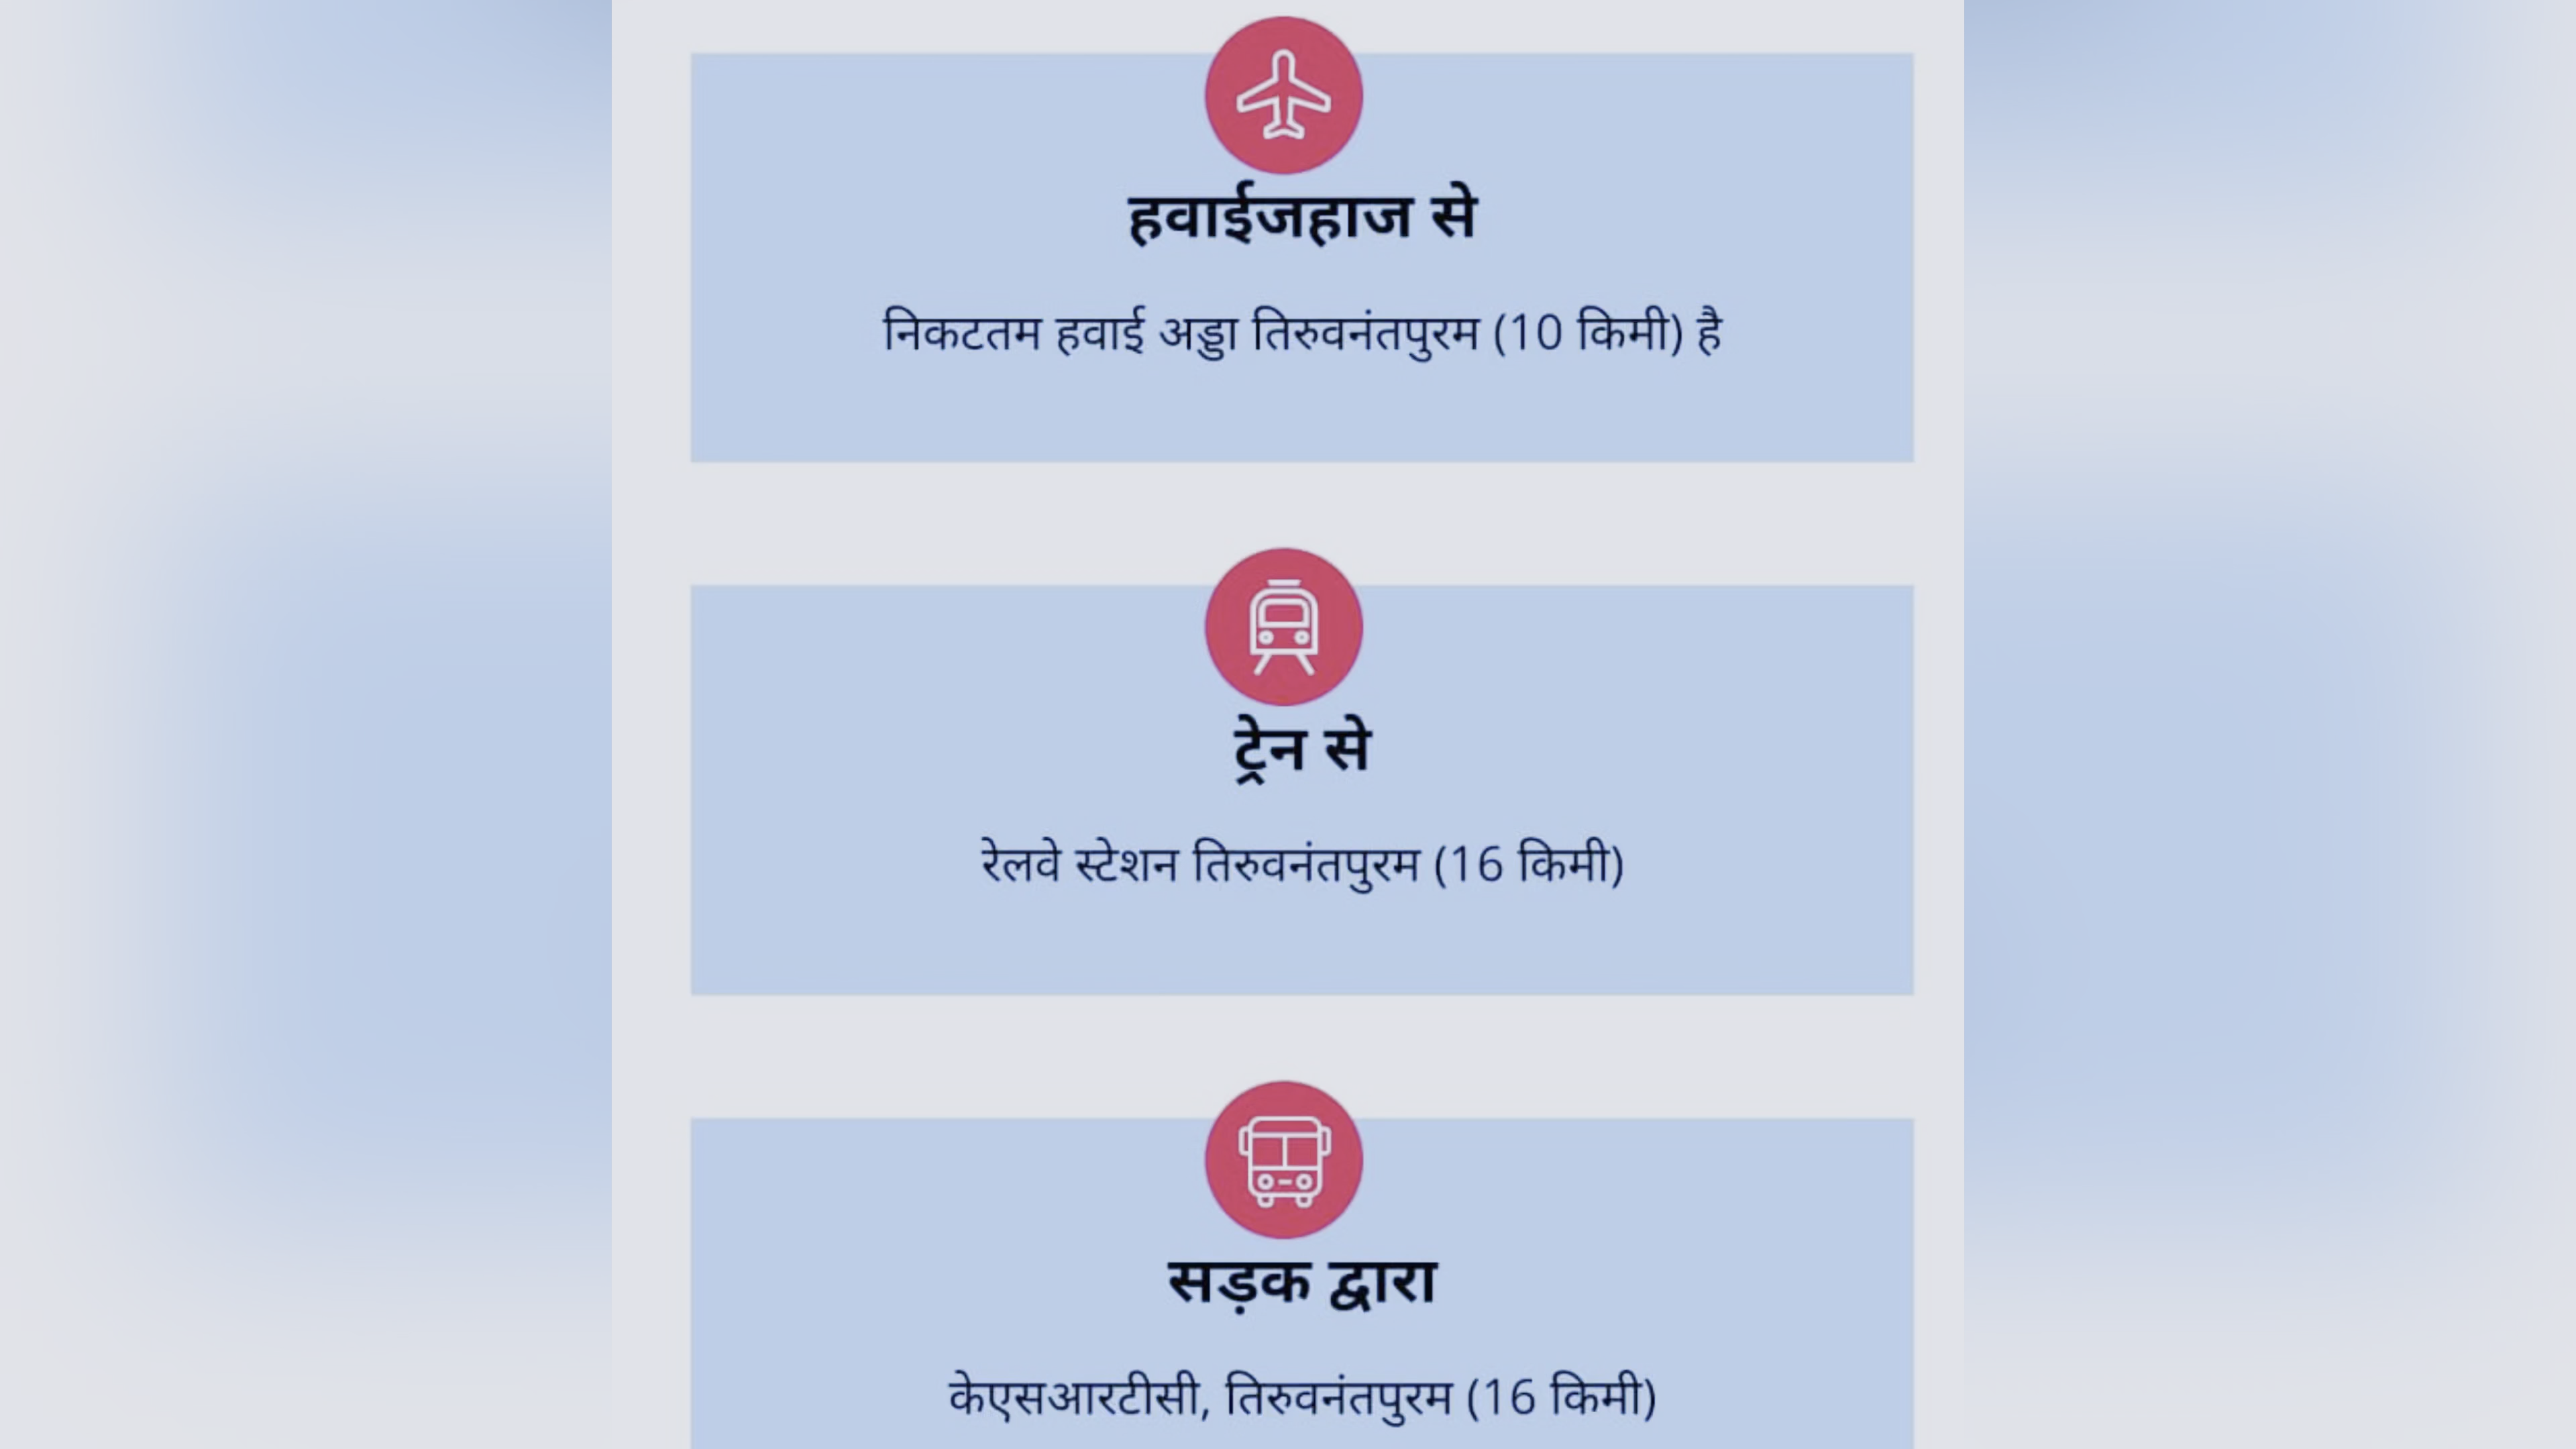 हवाईजहाज से
निकटतम हवाई अड्डा तिरुवनंतपुरम (10 किमी) है
ट्रेन से
रेलवे स्टेशन तिरुवनंतपुरम (16 किमी)
सड़क द्वारा
केएसआरटीसी, तिरुवनंतपुरम (16 किमी)